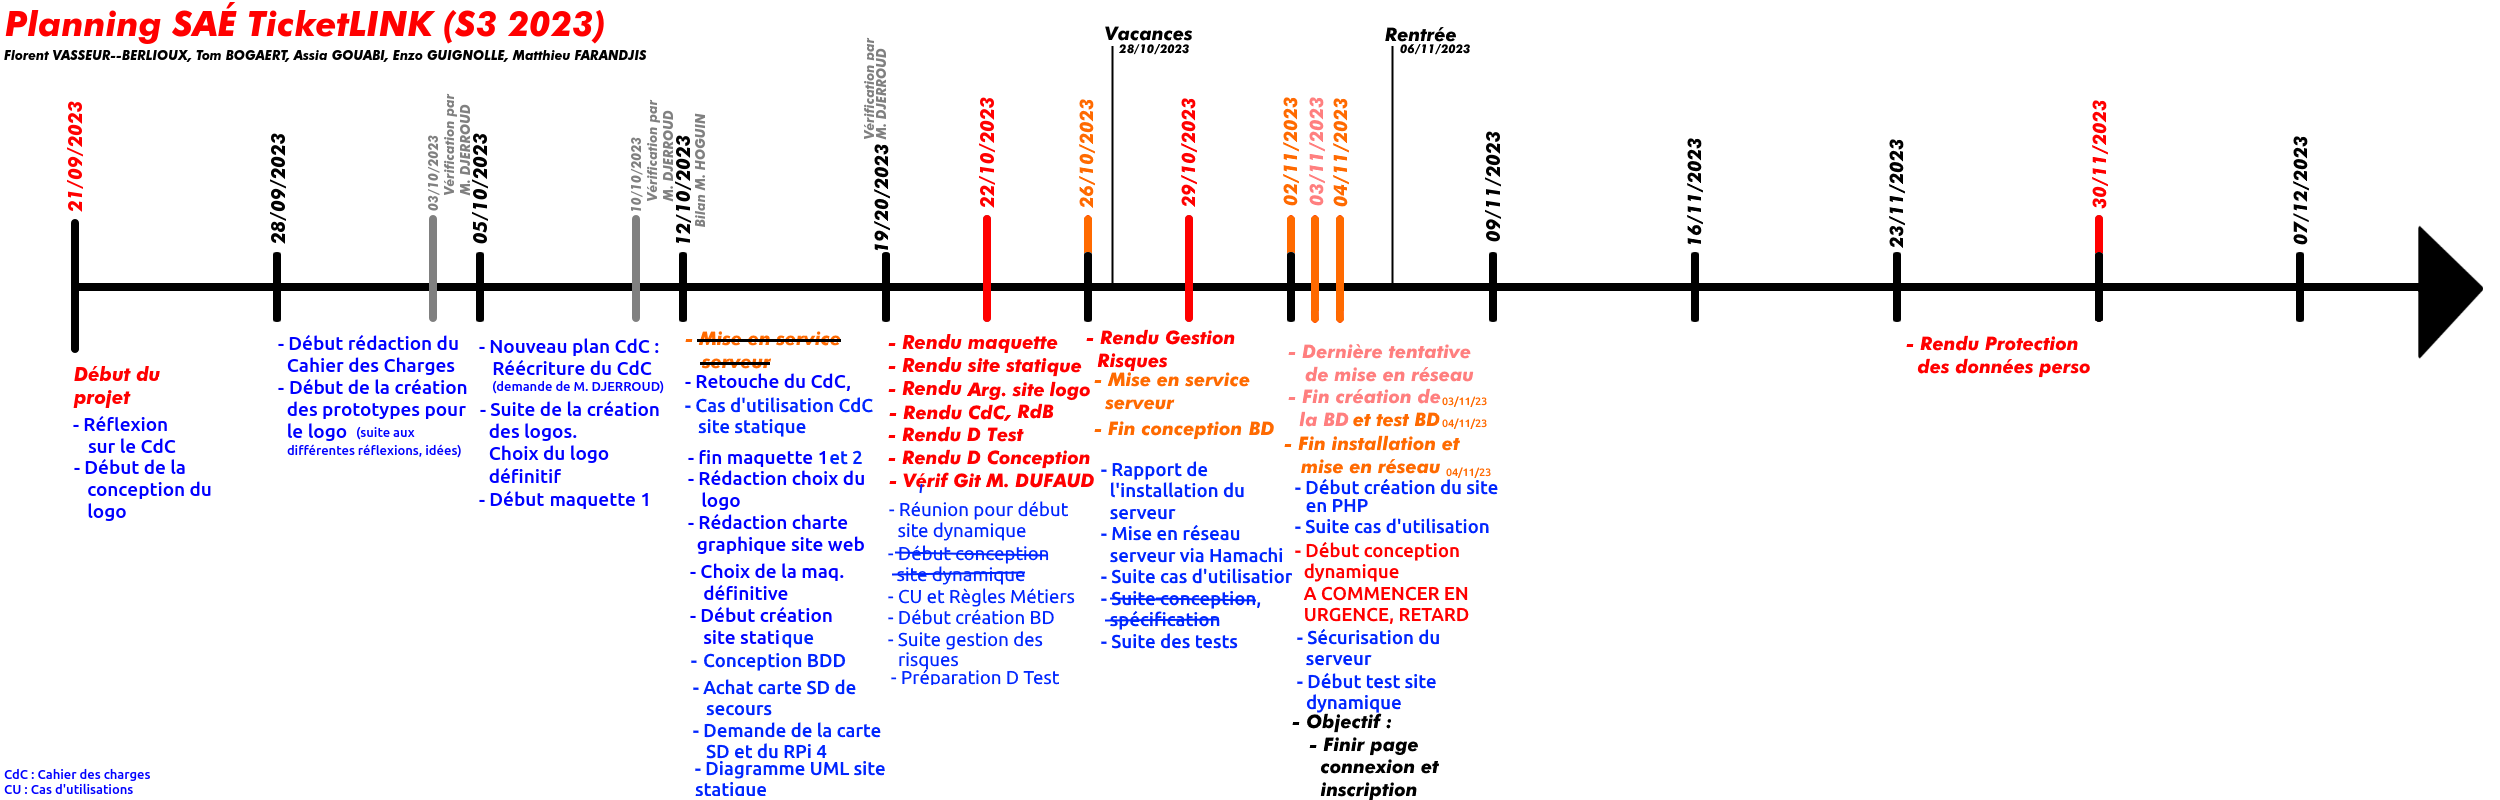 Planning SAÉ TicketLINK (S3 2023)
Florent VASSEUR--BERLIOUX, Tom BOGAERT, Assia GOUABI, Enzo GUIGNOLLE, Matthieu FARANDJIS
Vacances
28/10/2023
Rentrée
06/11/2023
21/09/2023
28/09/2023
03/10/2023
Vérification par
M. DJERROUD
05/10/2023
10/10/2023
Vérification par
M. DJERROUD
12/10/2023
Bilan M. HOGUIN
Vérification par
M. DJERROUD
19/20/2023
22/10/2023
26/10/2023
29/10/2023
02/11/2023
03/11/2023
04/11/2023
09/11/2023
16/11/2023
23/11/2023
30/11/2023
07/12/2023
Début du
projet
- Réflexion
sur le CdC
- Début de la
conception du
logo
- Début rédaction du
Cahier des Charges
- Début de la création
des prototypes pour
le logo (suite aux
différentes réflexions, idées)
- Nouveau plan CdC :
Réécriture du CdC
(demande de M. DJERROUD)
- Suite de la création
des logos.
Choix du logo
définitif
- Début maquette 1
- Mise en service
serveur
- Retouche du CdC,
- Cas d'utilisation CdC
site statique
- fin maquette 1 et 2
- Rédaction choix du
logo
- Rédaction charte
graphique site web
- Choix de la maq.
définitive
- Début création
site statique
- Conception BDD
- Achat carte SD de
secours
- Demande de la carte
SD et du RPi 4
- Diagramme UML site
statique
- Rendu maquette
- Rendu site statique
- Rendu Arg. site logo
- Rendu CdC, RdB
- Rendu D Test
- Rendu D Conception
- Vérif Git M. DUFAUD
- Réunion pour début
site dynamique
- Début conception
site dynamique
- CU et Règles Métiers
- Début création BD
- Suite gestion des
risques
- Préparation D Test
- Rendu Gestion
Risques
- Mise en service
serveur
- Fin conception BD
- Rapport de
l'installation du
serveur
- Mise en réseau
serveur via Hamachi
- Suite cas d'utilisation
- Suite conception,
spécification
- Suite des tests
- Dernière tentative
de mise en réseau
- Fin création de 03/11/23
la BD et test BD 04/11/23
- Fin installation et
mise en réseau 04/11/23
- Début création du site
en PHP
- Suite cas d'utilisation
- Début conception
dynamique
A COMMENCER EN
URGENCE, RETARD
- Sécurisation du
serveur
- Début test site
dynamique
- Objectif :
- Finir page
connexion et
inscription
- Rendu Protection
des données perso
CdC : Cahier des charges
CU : Cas d'utilisations